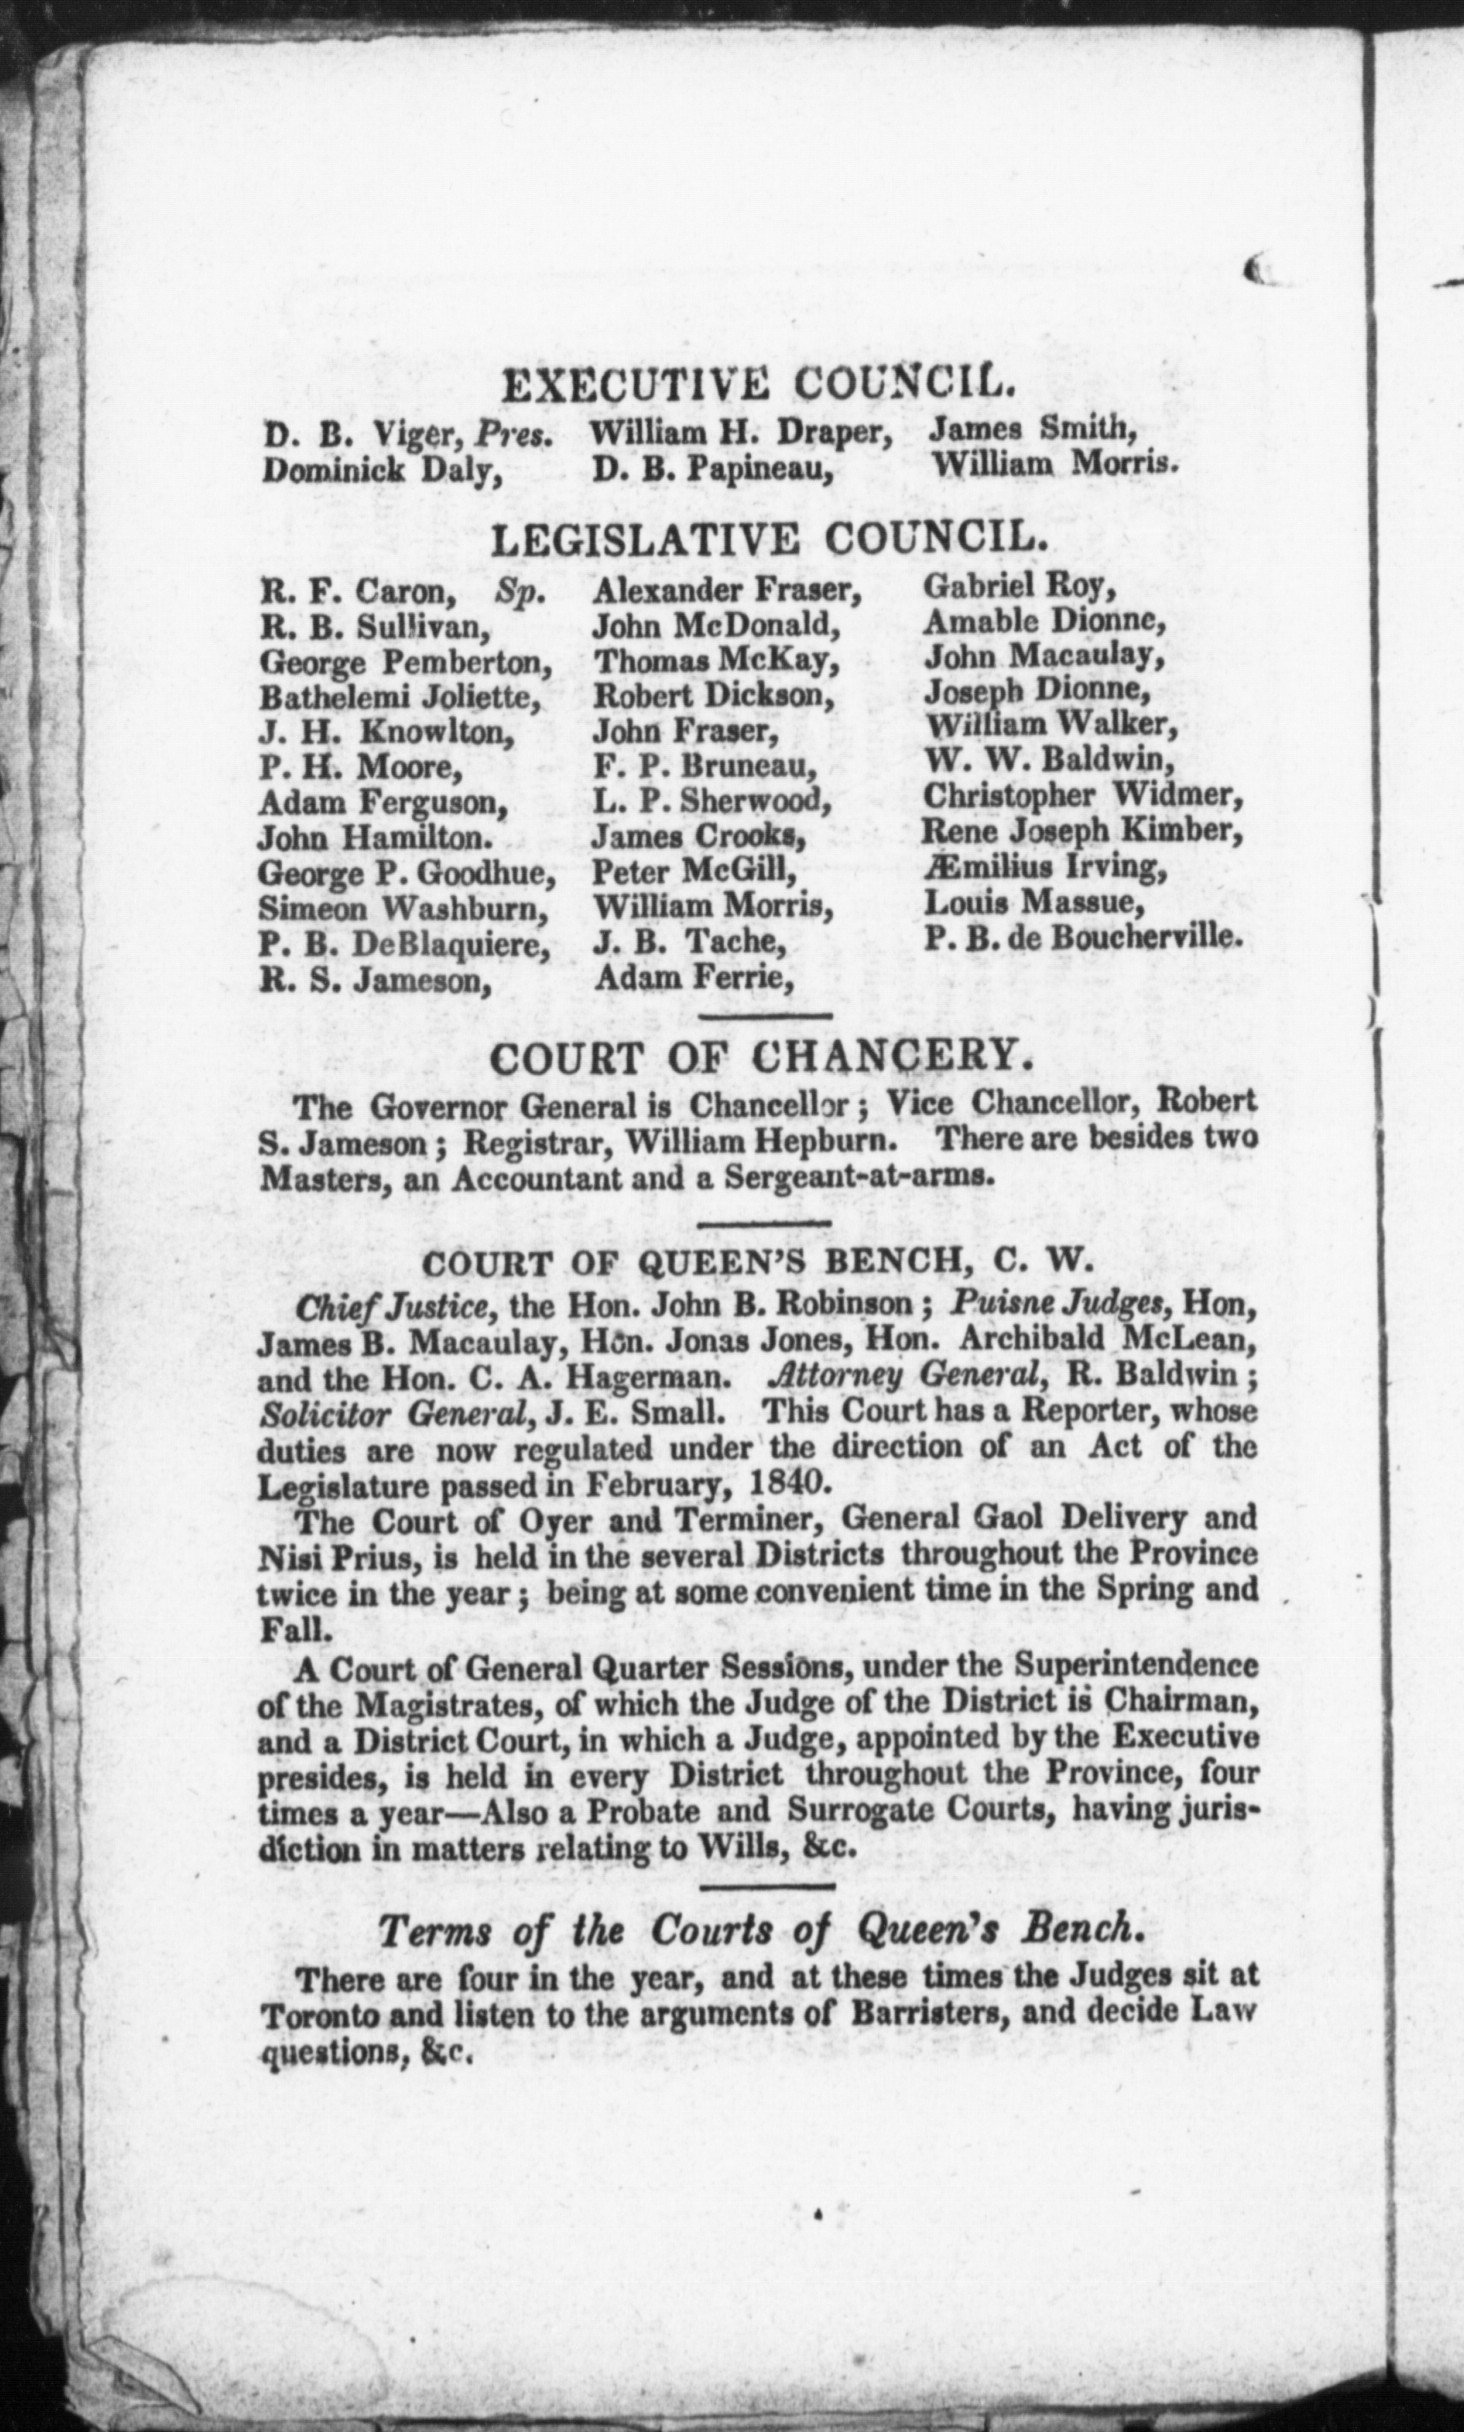 EXECUTIVE COUNCIL.
D. B. Viger, Pres. William H. Draper, James Smith,
Dominick Daly, D. B. Papineau, William Morris.
LEGISLATIVE COUNCIL.
R. F. Caron, Sp. Alexander Fraser, Gabriel Roy,
R. B. Sullivan, John McDonald, Amable Dionne,
George Pemberton, Thomas McKay, John Macaulay,
Bathelemi Joliette, Robert Dickson, Joseph Dionne,
J. H. Knowlton, John Fraser, William Walker,
P. H. Moore, F. P. Bruneau, W. W. Baldwin,
Adam Ferguson, L. P. Sherwood, Christopher Widmer,
John Hamilton. James Crooks, Rene Joseph Kimber,
George P. Goodhue, Peter McGill, Æmilius Irving,
Simeon Washburn, William Morris, Louis Massue,
P. B. DeBlaquiere, J. B. Tache, P. B. de Boucherville.
R. S. Jameson, Adam Ferrie,
COURT OF CHANCERY.
The Governor General is Chancellor; Vice Chancellor, Robert
S. Jameson; Registrar, William Hepburn. There are besides two
Masters, an Accountant and a Sergeant-at-arms.
COURT OF QUEEN'S BENCH, C. W.
Chief Justice, the Hon. John B. Robinson; Puisne Judges, Hon,
James B. Macaulay, Hon. Jonas Jones, Hon. Archibald McLean,
and the Hon. C. A. Hagerman. Attorney General, R. Baldwin;
Solicitor General, J. E. Small. This Court has a Reporter, whose
duties are now regulated under the direction of an Act of the
Legislature passed in February, 1840.
The Court of Oyer and Terminer, General Gaol Delivery and
Nisi Prius, is held in the several Districts throughout the Province
twice in the year; being at some convenient time in the Spring and
Fall.
A Court of General Quarter Sessions, under the Superintendence
of the Magistrates, of which the Judge of the District is Chairman,
and a District Court, in which a Judge, appointed by the Executive
presides, is held in every District throughout the Province, four
times a year—Also a Probate and Surrogate Courts, having juris-
diction in matters relating to Wills, &c.
Terms of the Courts of Queen's Bench.
There are four in the year, and at these times the Judges sit at
Toronto and listen to the arguments of Barristers, and decide Law
questions, &c.